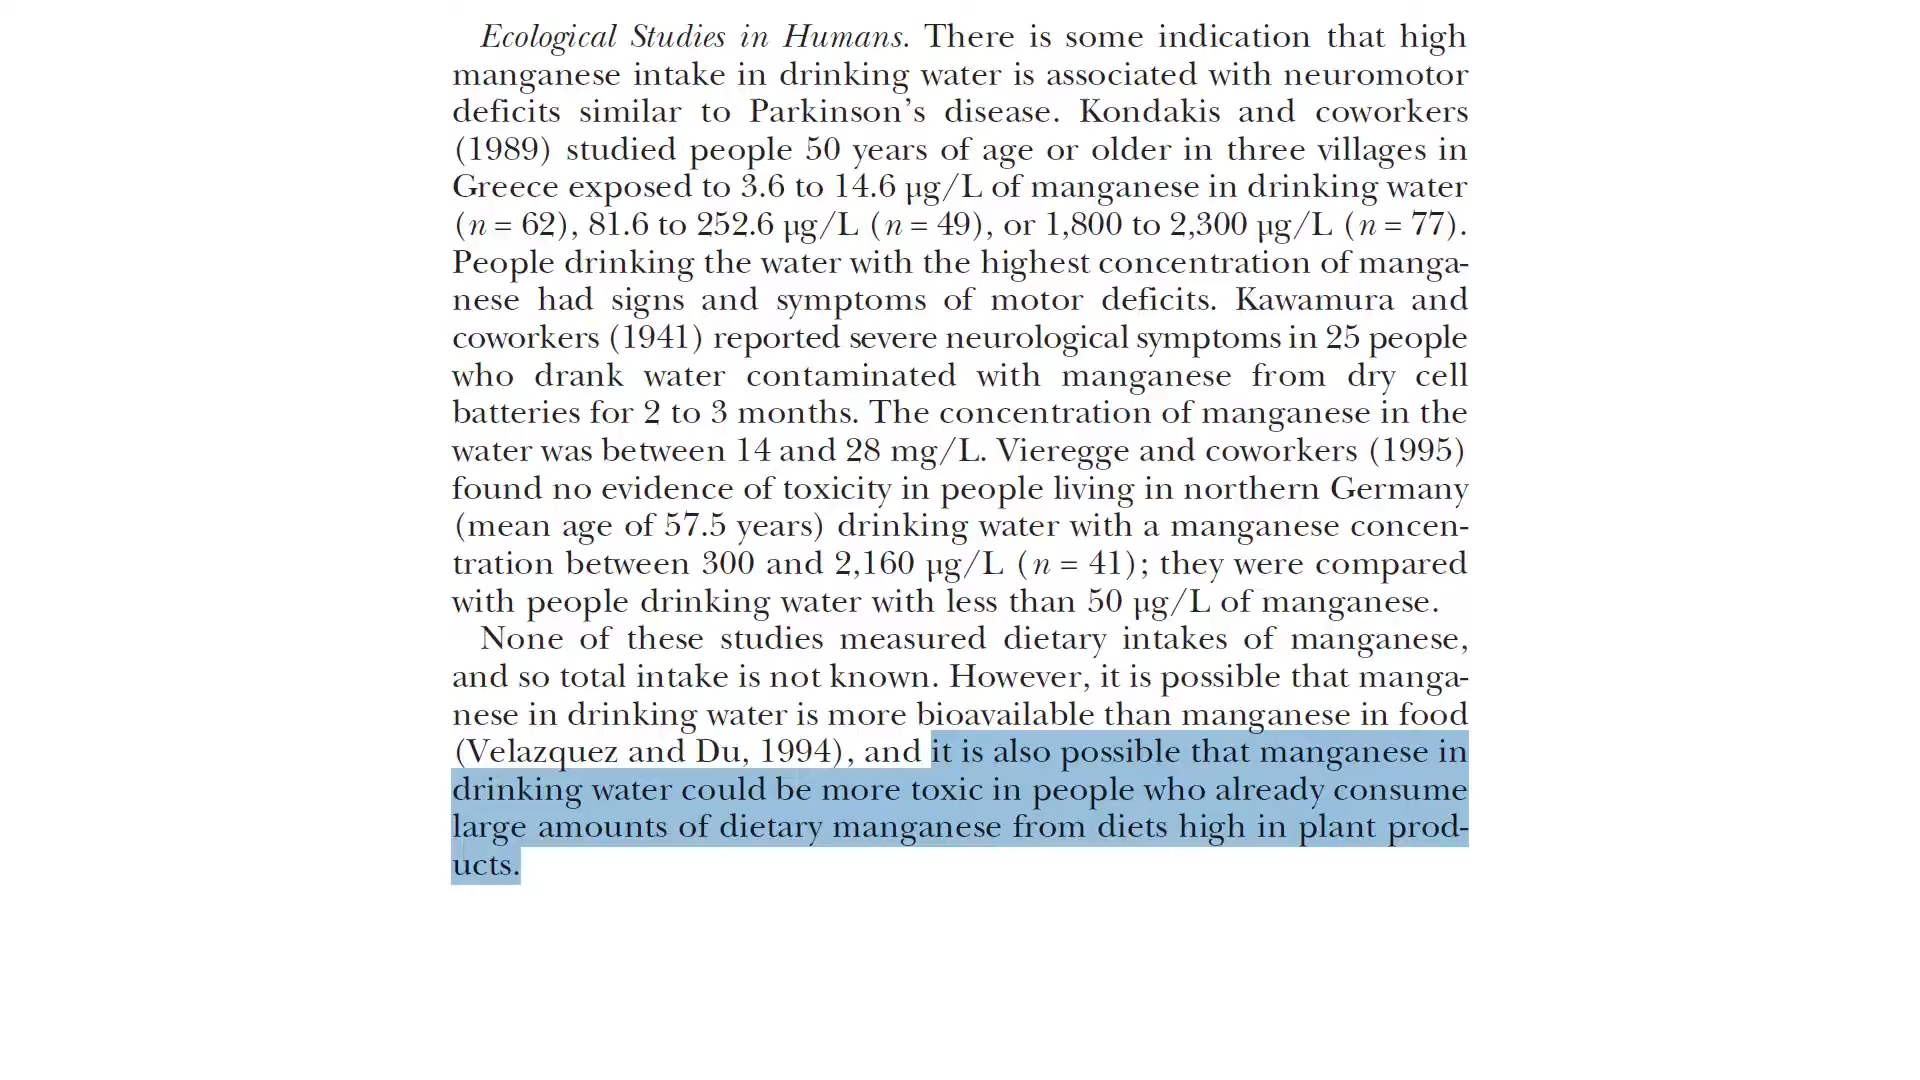 Ecological Studies in Humans. There is some indication that high
manganese intake in drinking water is associated with neuromotor
deficits similar to Parkinson’s disease. Kondakis and coworkers
(1989) studied people 50 years of age or older in three villages in
Greece exposed to 3.6 to 14.6 µg/L of manganese in drinking water
(n = 62), 81.6 to 252.6 µg/L (n = 49), or 1,800 to 2,300 µg/L (n = 77).
People drinking the water with the highest concentration of manga-
nese had signs and symptoms of motor deficits. Kawamura and
coworkers (1941) reported severe neurological symptoms in 25 people
who drank water contaminated with manganese from dry cell
batteries for 2 to 3 months. The concentration of manganese in the
water was between 14 and 28 mg/L. Vieregge and coworkers (1995)
found no evidence of toxicity in people living in northern Germany
(mean age of 57.5 years) drinking water with a manganese concen-
tration between 300 and 2,160 µg/L (n = 41); they were compared
with people drinking water with less than 50 µg/L of manganese.
None of these studies measured dietary intakes of manganese,
and so total intake is not known. However, it is possible that manga-
nese in drinking water is more bioavailable than manganese in food
(Velazquez and Du, 1994), and it is also possible that manganese in
drinking water could be more toxic in people who already consume
large amounts of dietary manganese from diets high in plant prod-
ucts.